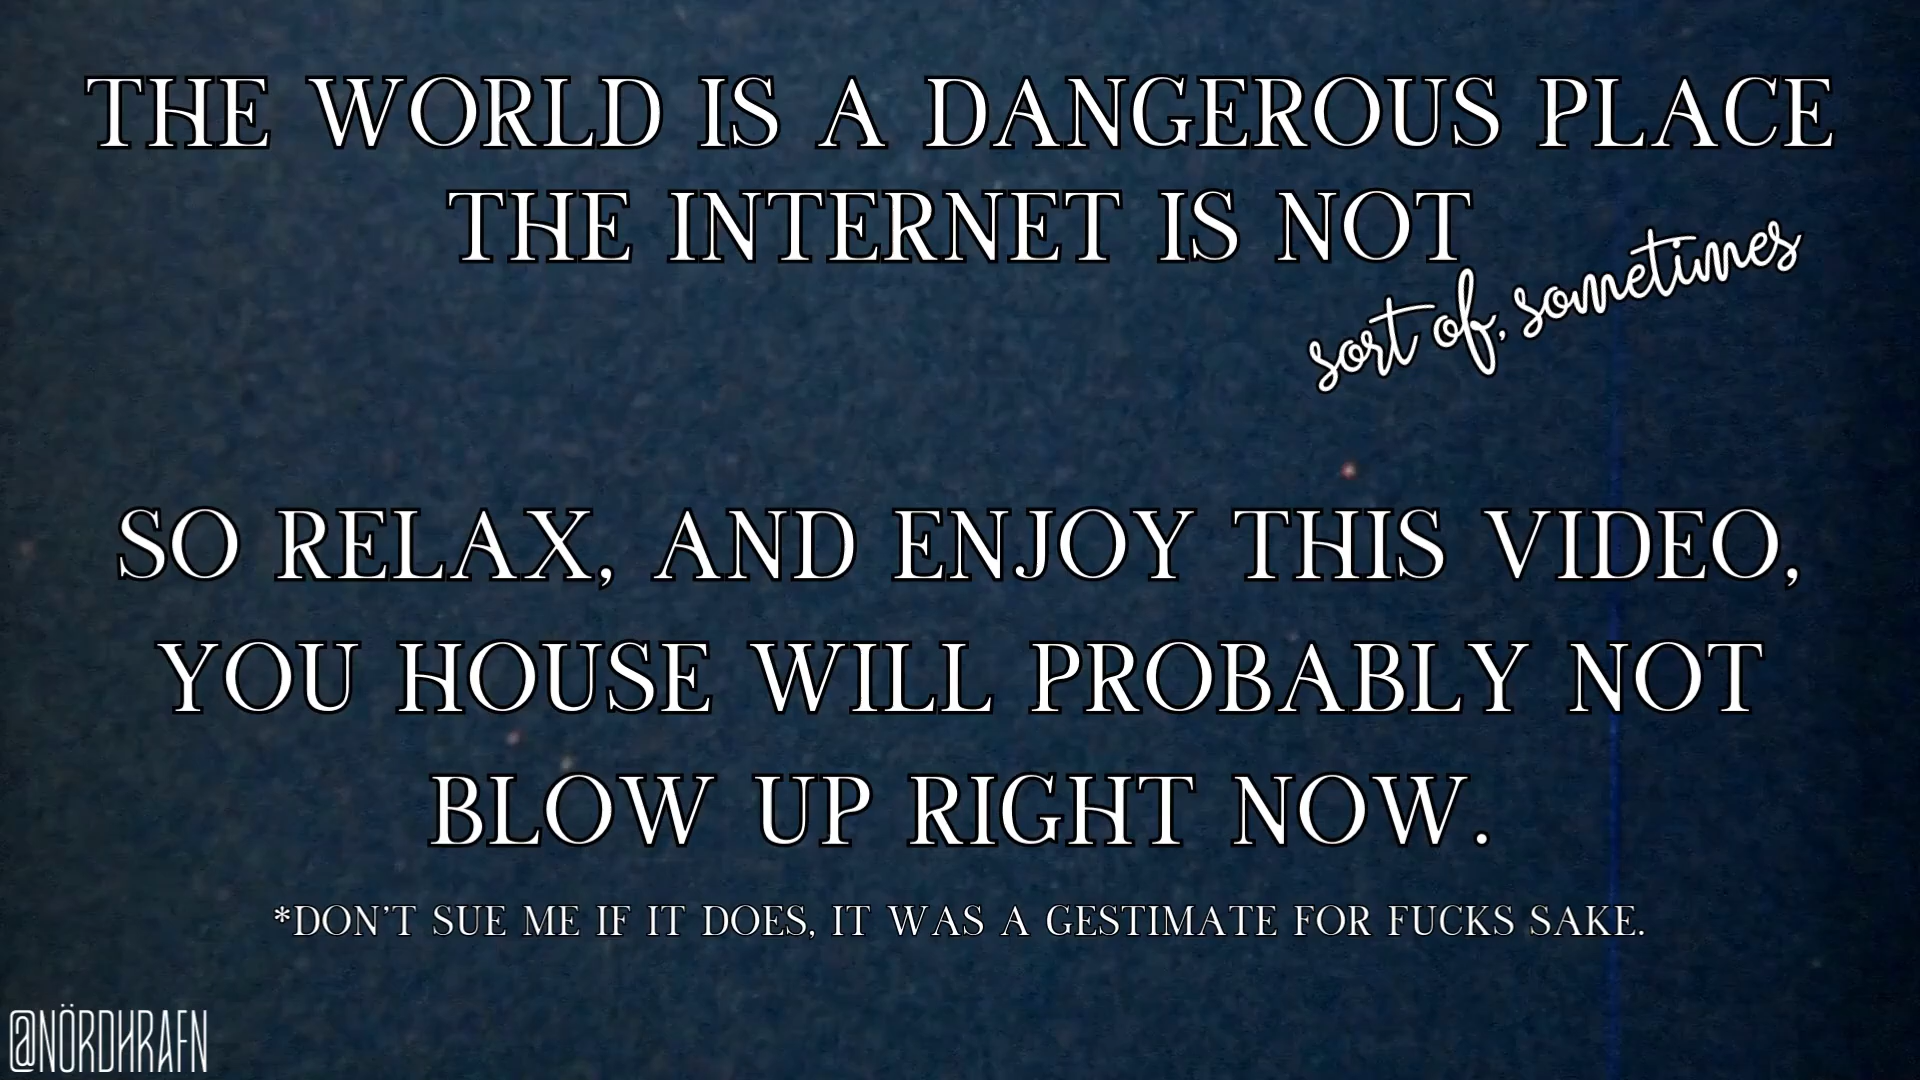 THE WORLD IS A DANGEROUS PLACE
THE INTERNET IS NOT
sort of, sometimes
SO RELAX, AND ENJOY THIS VIDEO,
YOU HOUSE WILL PROBABLY NOT
BLOW UP RIGHT NOW.
*DON'T SUE ME IF IT DOES, IT WAS A GESTIMATE FOR FUCKS SAKE.
@NÖRDHRAFN